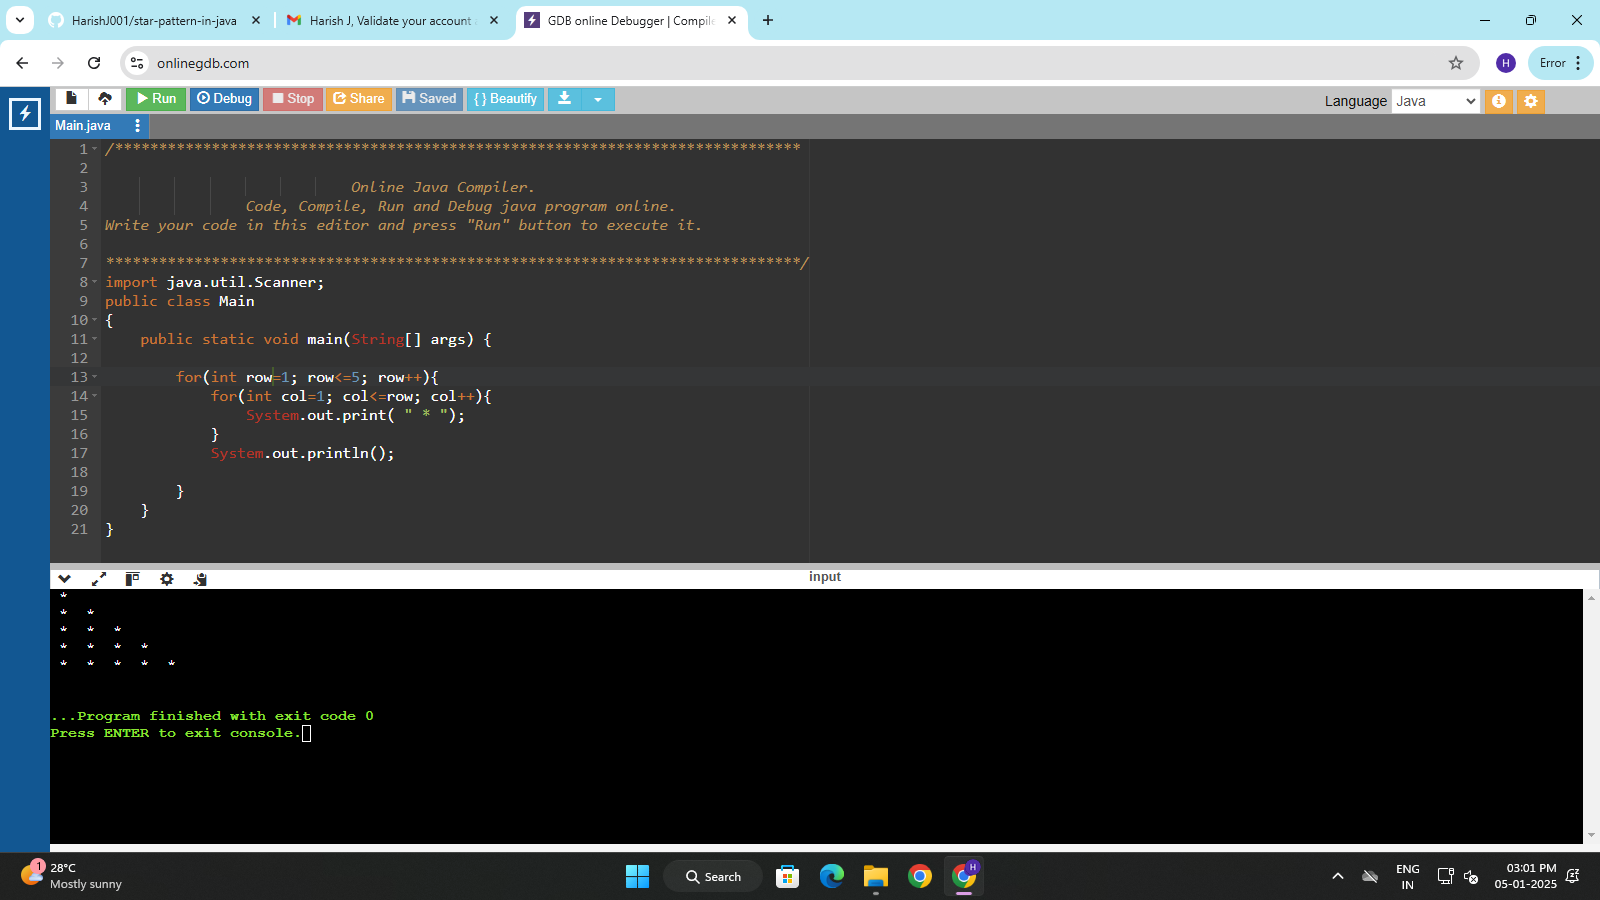 HarishJ001/star-pattern-in-java
Harish J, Validate your account
GDB online Debugger | Compile
onlinegdb.com
H
Error
Run
Debug
Stop
Share
Saved
{ } Beautify
Language Java
Main.java
1 /******************************************************************************
2
3 Online Java Compiler.
4 Code, Compile, Run and Debug java program online.
5 Write your code in this editor and press "Run" button to execute it.
6
7 *******************************************************************************/
8 import java.util.Scanner;
9 public class Main
10 {
11 public static void main(String[] args) {
12
13 for(int row=1; row<=5; row++){
14 for(int col=1; col<=row; col++){
15 System.out.print( " * ");
16 }
17 System.out.println();
18
19 }
20 }
21 }
input
*
* *
* * *
* * * *
* * * * *
...Program finished with exit code 0
Press ENTER to exit console.
1
28°C
Mostly sunny
Search
H
ENG
IN
03:01 PM
05-01-2025